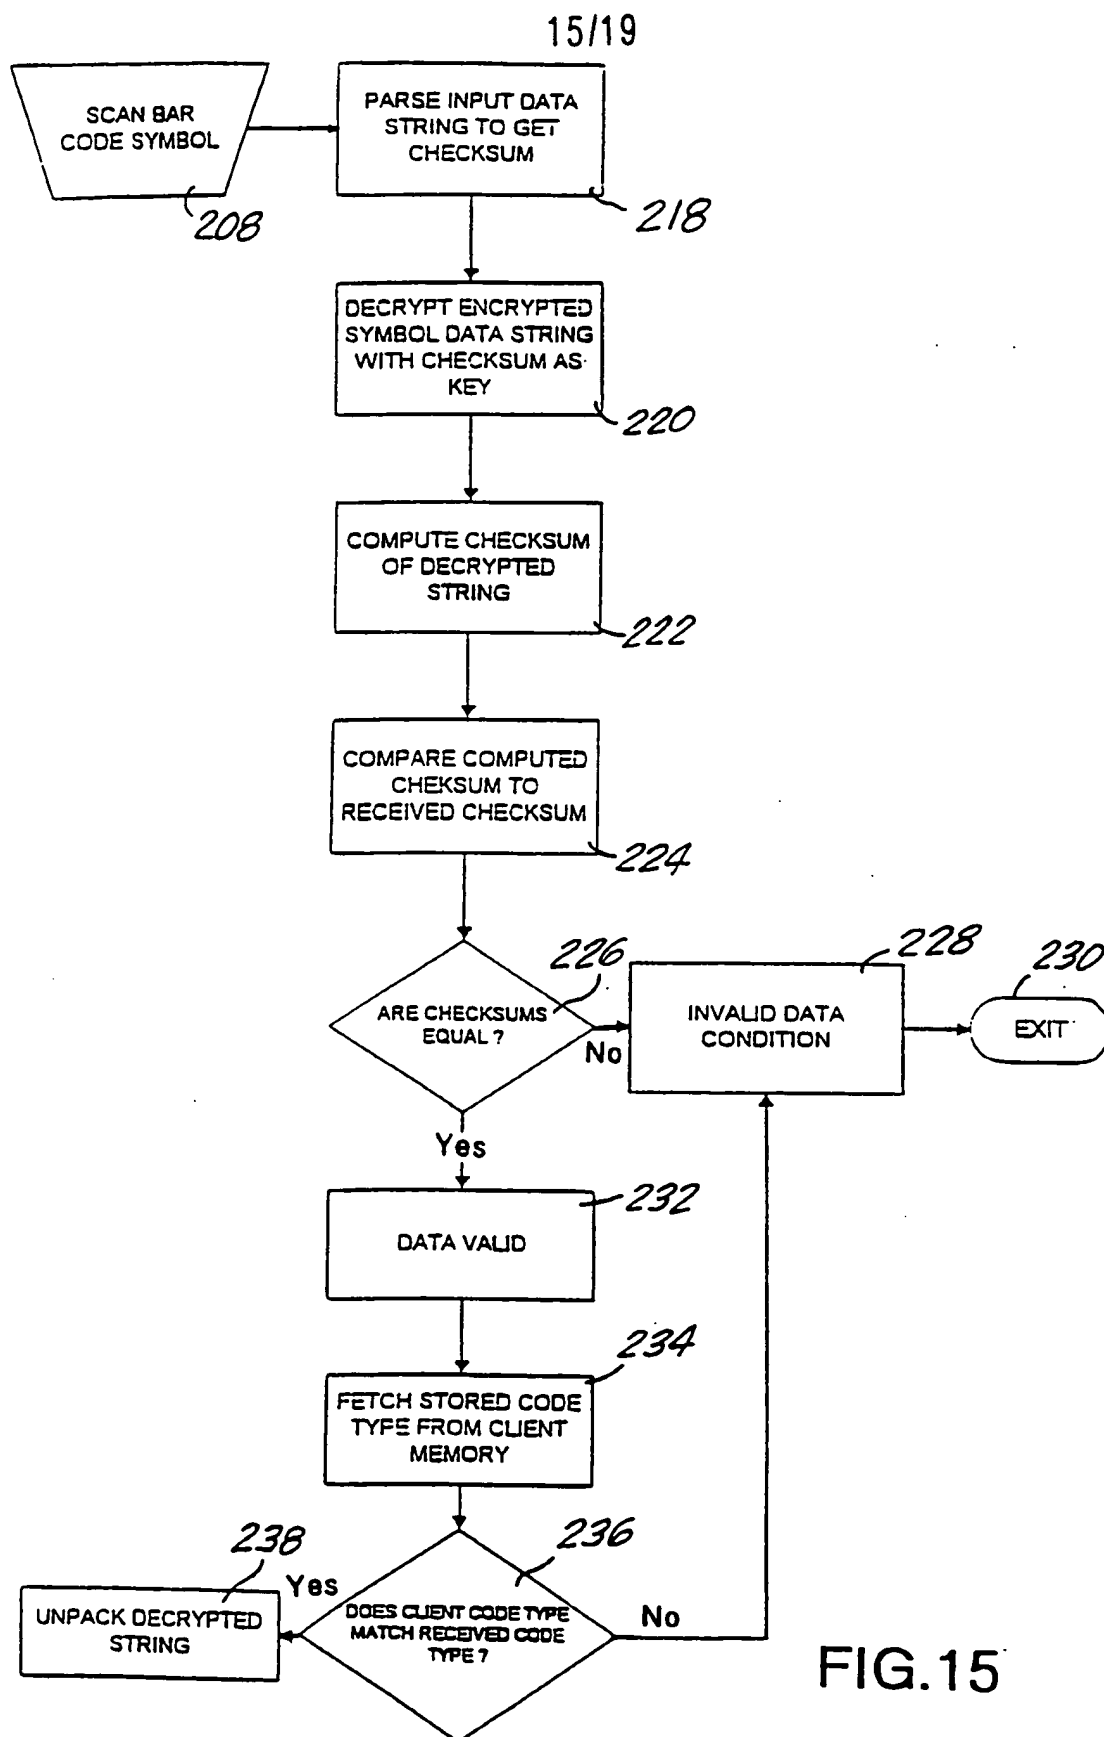 15/19
SCAN BAR
CODE SYMBOL
208
PARSE INPUT DATA
STRING TO GET
CHECKSUM
218
DECRYPT ENCRYPTED
SYMBOL DATA STRING
WITH CHECKSUM AS
KEY
220
COMPUTE CHECKSUM
OF DECRYPTED
STRING
222
COMPARE COMPUTED
CHEKSUM TO
RECEIVED CHECKSUM
224
ARE CHECKSUMS
EQUAL ?
226
No
INVALID DATA
CONDITION
228
EXIT
230
Yes
DATA VALID
232
FETCH STORED CODE
TYPE FROM CLIENT
MEMORY
234
DOES CLIENT CODE TYPE
MATCH RECEIVED CODE
TYPE ?
236
No
Yes
UNPACK DECRYPTED
STRING
238
FIG.15